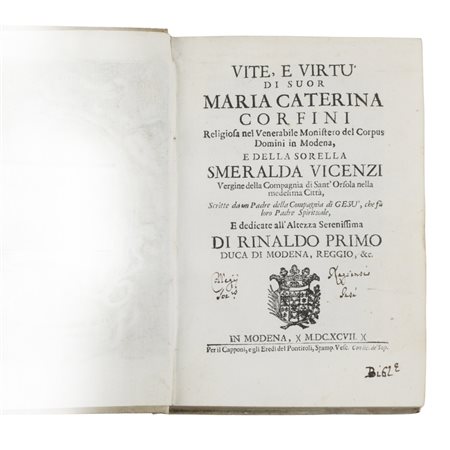 VITE, E VIRTU'
DI SUOR
MARIA CATERINA
CORFINI
Religiosa nel Venerabile Monistero del Corpus
Domini in Modena,
E DELLA SORELLA
SMERALDA VICENZI
Vergine della Compagnia di Sant' Orsola nella
medesima Città,
Scritte da un Padre della Compagnia di GESU', che fù
loro Padre Spirituale,
E dedicate all'Altezza Serenissima
DI RINALDO PRIMO
DUCA DI MODENA, REGGIO, &c.
IN MODENA, X M.DC.XCVII. X
Per il Capponi, e gli Eredi del Pontiroli, Stamp. Vesc. Con lic. de' Sup.